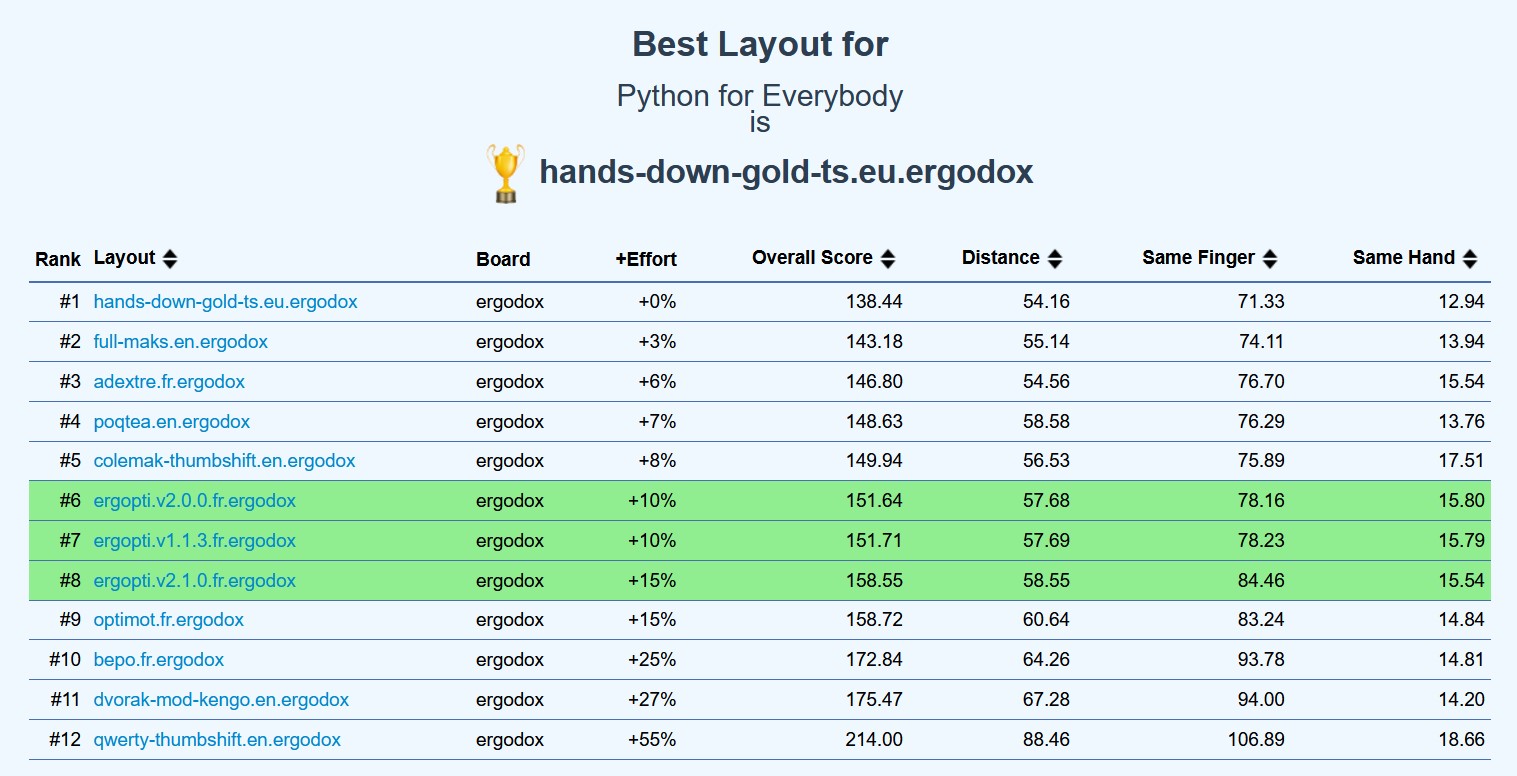 Best Layout for
Python for Everybody
is
hands-down-gold-ts.eu.ergodox
Rank Layout Board +Effort Overall Score Distance Same Finger Same Hand
#1 hands-down-gold-ts.eu.ergodox ergodox +0% 138.44 54.16 71.33 12.94
#2 full-maks.en.ergodox ergodox +3% 143.18 55.14 74.11 13.94
#3 adextre.fr.ergodox ergodox +6% 146.80 54.56 76.70 15.54
#4 poqtea.en.ergodox ergodox +7% 148.63 58.58 76.29 13.76
#5 colemak-thumbshift.en.ergodox ergodox +8% 149.94 56.53 75.89 17.51
#6 ergopti.v2.0.0.fr.ergodox ergodox +10% 151.64 57.68 78.16 15.80
#7 ergopti.v1.1.3.fr.ergodox ergodox +10% 151.71 57.69 78.23 15.79
#8 ergopti.v2.1.0.fr.ergodox ergodox +15% 158.55 58.55 84.46 15.54
#9 optimot.fr.ergodox ergodox +15% 158.72 60.64 83.24 14.84
#10 bepo.fr.ergodox ergodox +25% 172.84 64.26 93.78 14.81
#11 dvorak-mod-kengo.en.ergodox ergodox +27% 175.47 67.28 94.00 14.20
#12 qwerty-thumbshift.en.ergodox ergodox +55% 214.00 88.46 106.89 18.66